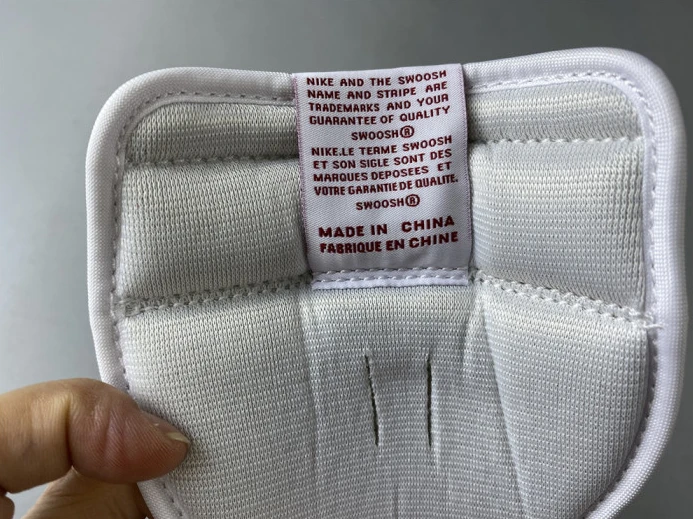 NIKE AND THE SWOOSH
NAME AND STRIPE ARE
TRADEMARKS AND YOUR
GUARANTEE OF QUALITY
SWOOSH®
NIKE.LE TERME SWOOSH
ET SON SIGLE SONT DES
MARQUES DEPOSEES ET
VOTRE GARANTIE DE QUALITE.
SWOOSH®
MADE IN CHINA
FABRIQUE EN CHINE